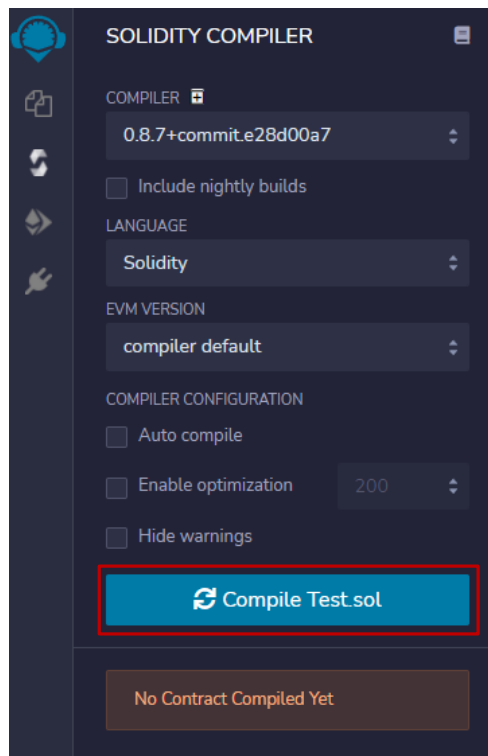 SOLIDITY COMPILER
COMPILER
0.8.7+commit.e28d00a7
Include nightly builds
LANGUAGE
Solidity
EVM VERSION
compiler default
COMPILER CONFIGURATION
Auto compile
Enable optimization 200
Hide warnings
Compile Test.sol
No Contract Compiled Yet